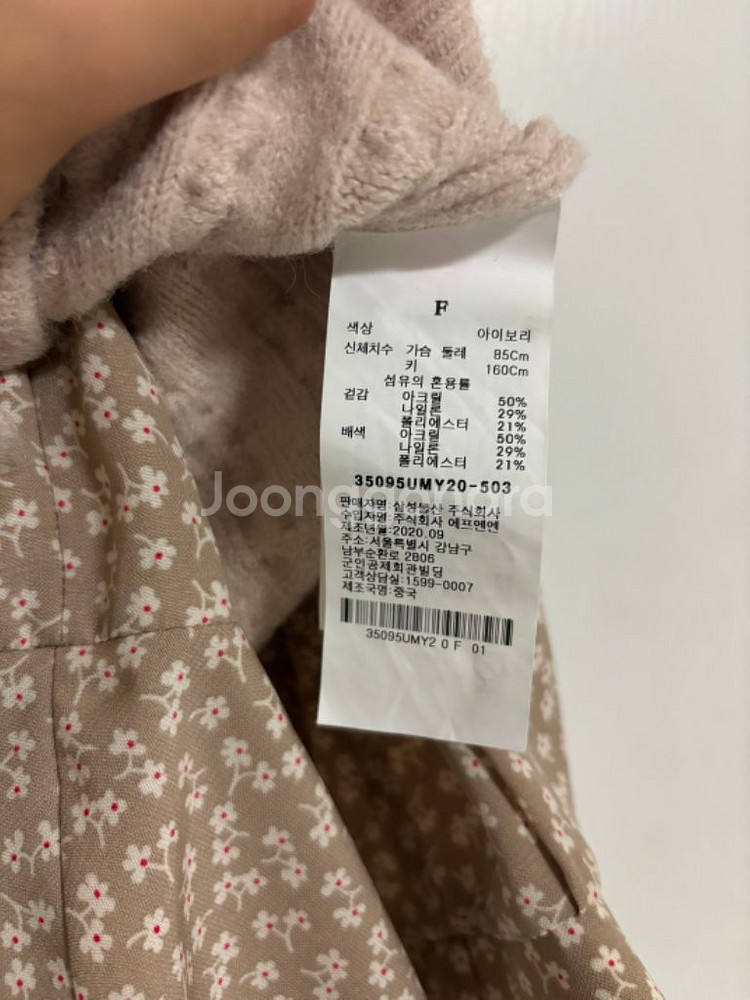 F
색상 아이보리
신체치수 가슴 둘레 85Cm
키 160Cm
섬유의 혼용률
겉감 아크릴 50%
나일론 29%
폴리에스터 21%
배색 아크릴 50%
나일론 29%
폴리에스터 21%
35095UMY20-503
Joonggonara
판매자명:삼성물산 주식회사
수입자명:주식회사 에프엔엔
제조년월:2020.09
주소:서울특별시 강남구
남부순환로 2806
군인공제회관빌딩
고객상담실:1599-0007
제조국명:중국
35095UMY2 0 F 01